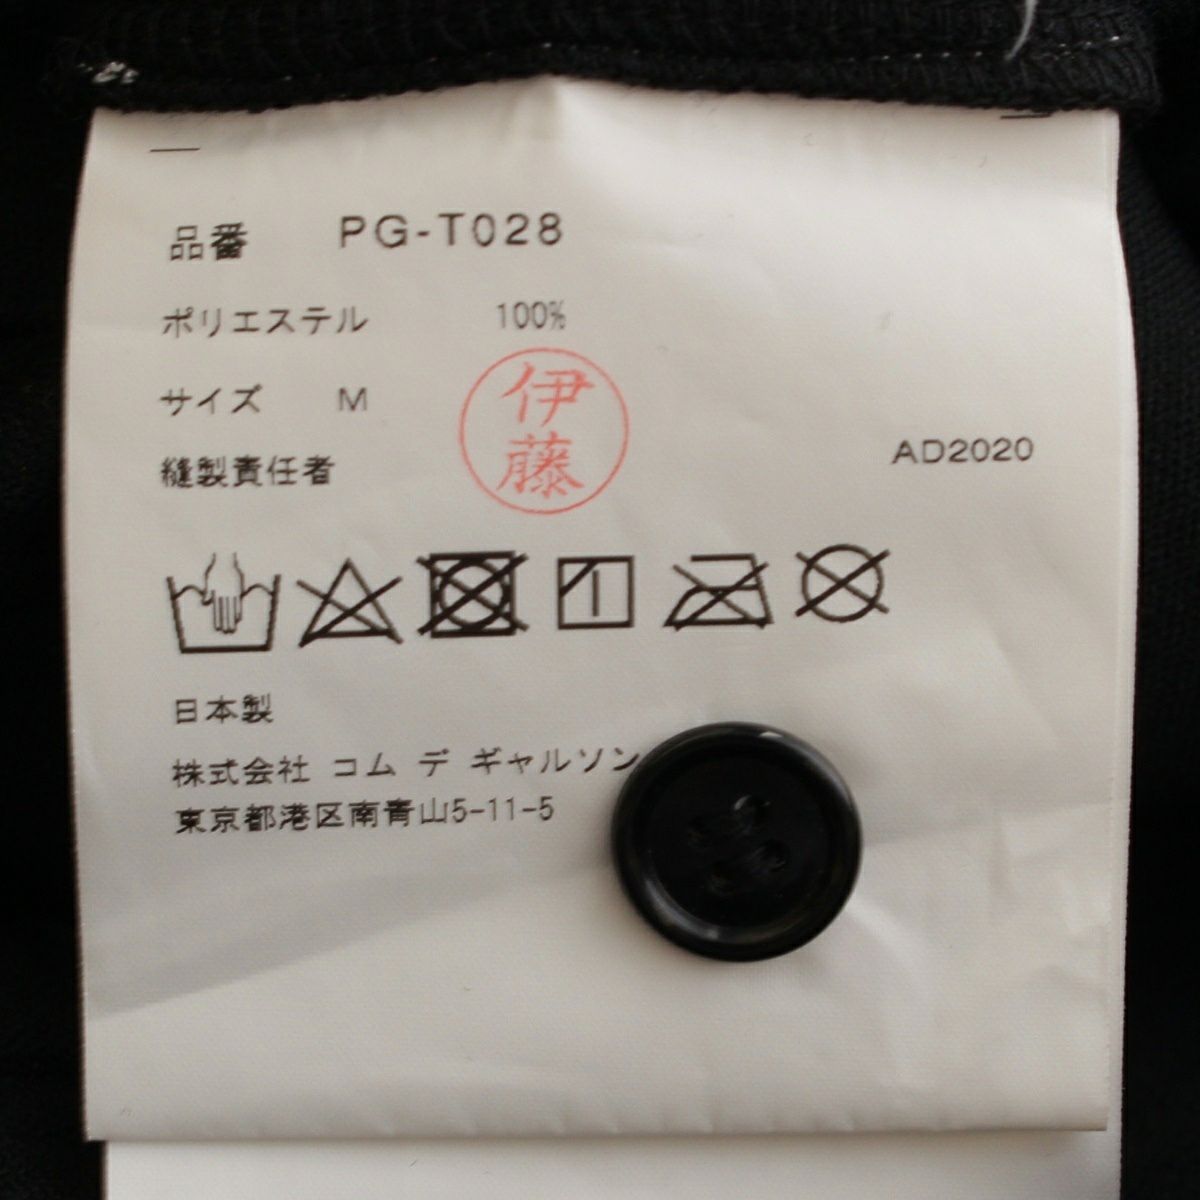 品番 PG-T028
ポリエステル 100%
サイズ M
伊藤
縫製責任者
AD2020
日本製
株式会社 コム デ ギャルソン
東京都港区南青山5-11-5